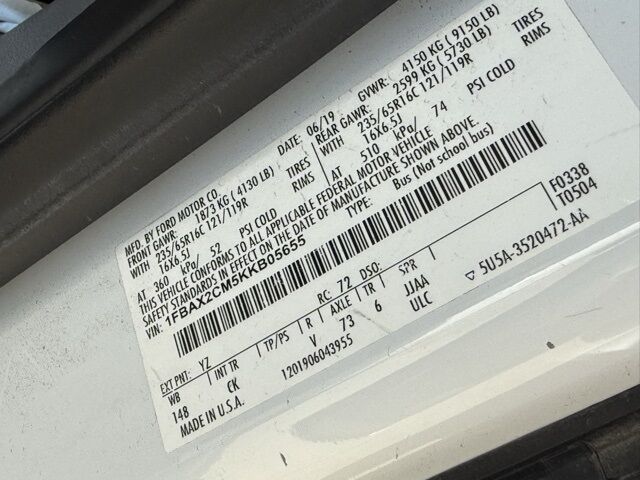 MFD. BY FORD MOTOR CO.
DATE: 06/19 GVWR: 4150 KG ( 9150 LB)
FRONT GAWR: 1873 KG ( 4130 LB) REAR GAWR: 2599 KG ( 5730 LB)
WITH 235/65R16C 121/119R TIRES WITH 235/65R16C 121/119R TIRES
16X6.5J RIMS 16X6.5J RIMS
AT 360 kPa/ 52 PSI COLD AT 510 kPa/ 74 PSI COLD
THIS VEHICLE CONFORMS TO ALL APPLICABLE FEDERAL MOTOR VEHICLE
SAFETY STANDARDS IN EFFECT ON THE DATE OF MANUFACTURE SHOWN ABOVE.
VIN: 1FBAX2CM5KKB05655 TYPE: Bus (Not school bus)
F0338
T0504
EXT PNT: YZ RC: 72 DSO:
WB INT TR TP/PS R AXLE TR SPR
148 CK V 73 6 JJAA
ULC
MADE IN U.S.A. 1201906043955
▽ 5U5A-3520472-AA